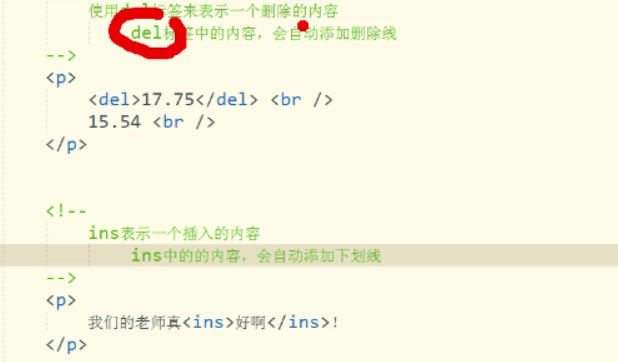 使用del标签来表示一个删除的内容
del标签中的内容，会自动添加删除线
-->
<p>
<del>17.75</del> <br />
15.54 <br />
</p>
<!--
ins表示一个插入的内容
ins中的的内容，会自动添加下划线
-->
<p>
我们的老师真<ins>好啊</ins>!
</p>